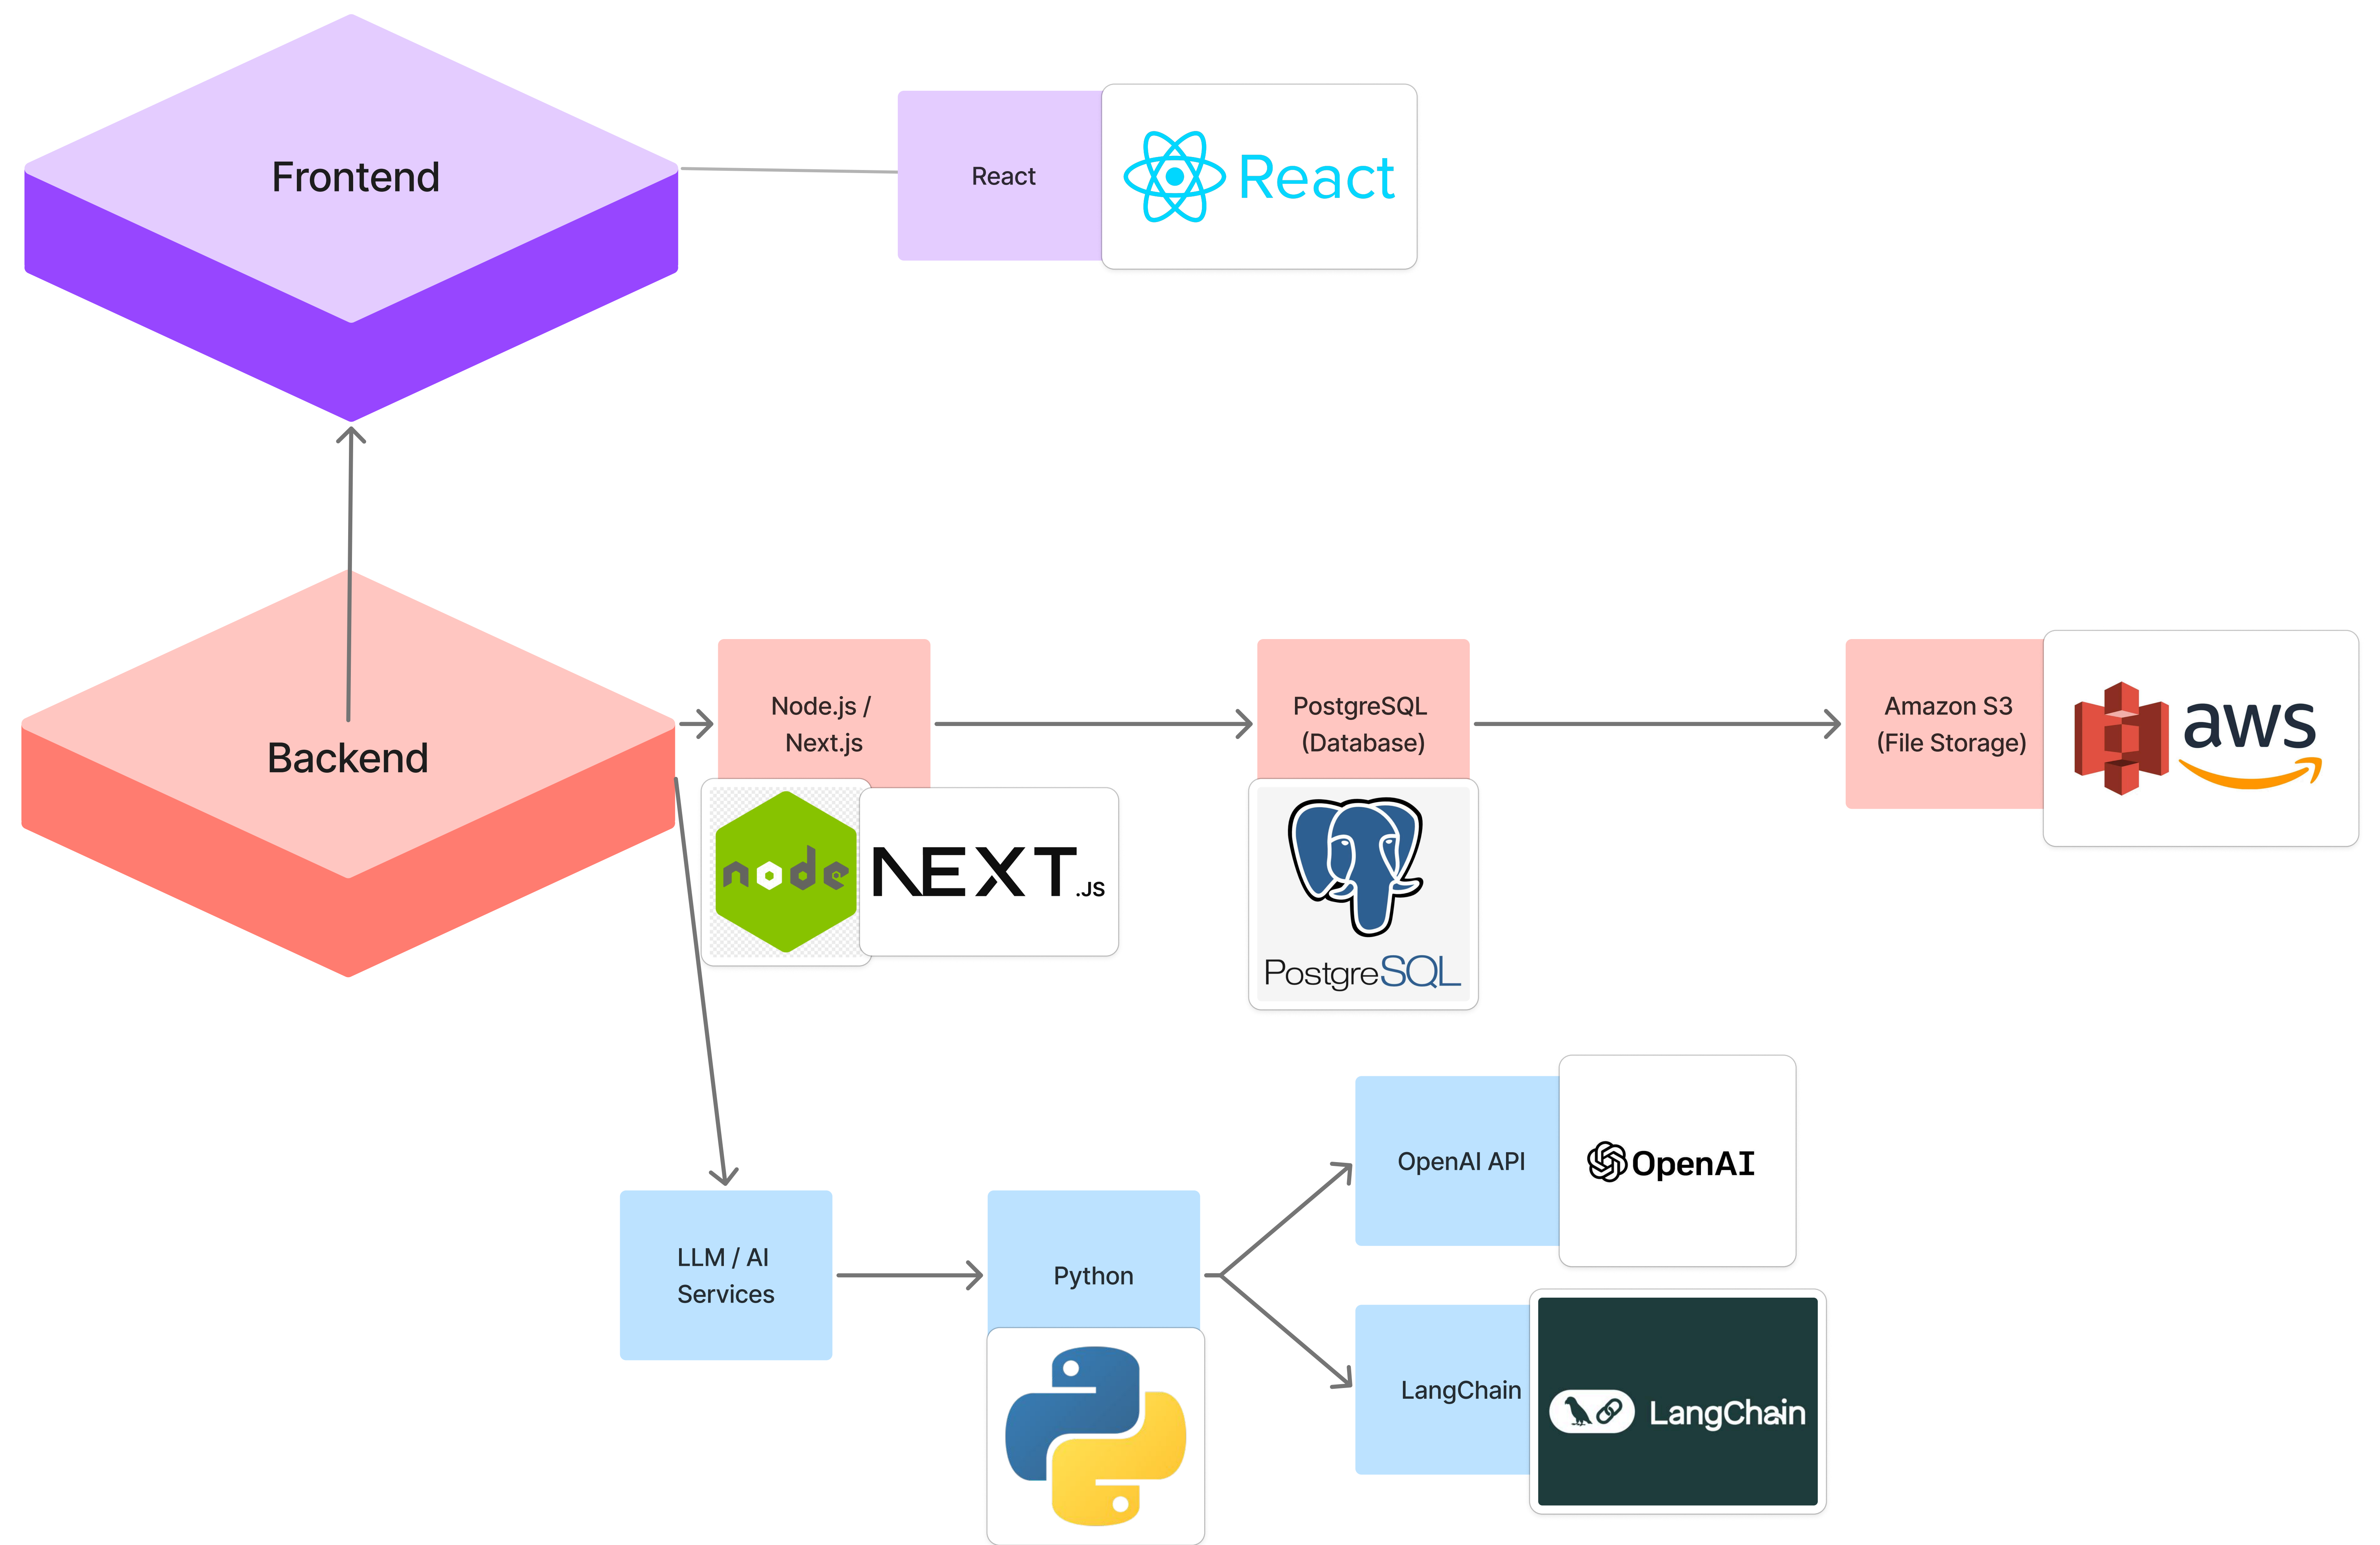 Frontend
React
React
Backend
Node.js /
Next.js
node
NEXT.JS
PostgreSQL
(Database)
PostgreSQL
Amazon S3
(File Storage)
aws
LLM / AI
Services
Python
OpenAI API
OpenAI
LangChain
LangChain